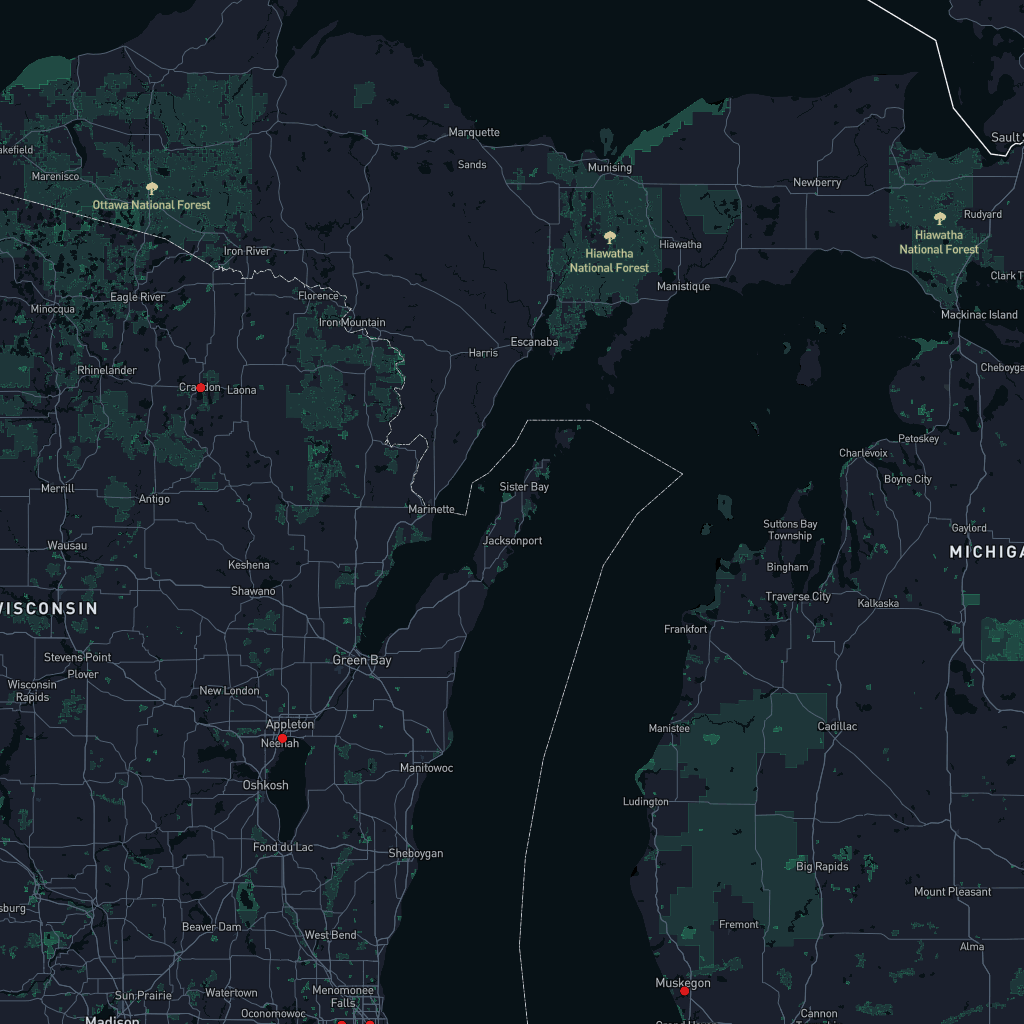 Marquette
Sault
akefield
Sands
Munising
Marenisco
Newberry
Ottawa National Forest
Rudyard
Hiawatha
National Forest
Hiawatha
Hiawatha
National Forest
Iron River
Clark T
Manistique
Eagle River
Florence
Minocqua
Mackinac Island
Iron Mountain
Escanaba
Harris
Rhinelander
Cheboyga
Crandon
Laona
Petoskey
Charlevoix
Boyne City
Merrill
Sister Bay
Antigo
Marinette
Suttons Bay
Township
Gaylord
Wausau
Jacksonport
MICHIGA
Keshena
Bingham
Shawano
Traverse City
Kalkaska
WISCONSIN
Frankfort
Stevens Point
Green Bay
Plover
Wisconsin
Rapids
New London
Appleton
Manistee
Cadillac
Neenah
Manitowoc
Oshkosh
Ludington
Fond du Lac
Sheboygan
Big Rapids
Mount Pleasant
sburg
Beaver Dam
West Bend
Fremont
Alma
Muskegon
Sun Prairie
Watertown
Menomonee
Falls
Oconomowoc
Cannon
Madison